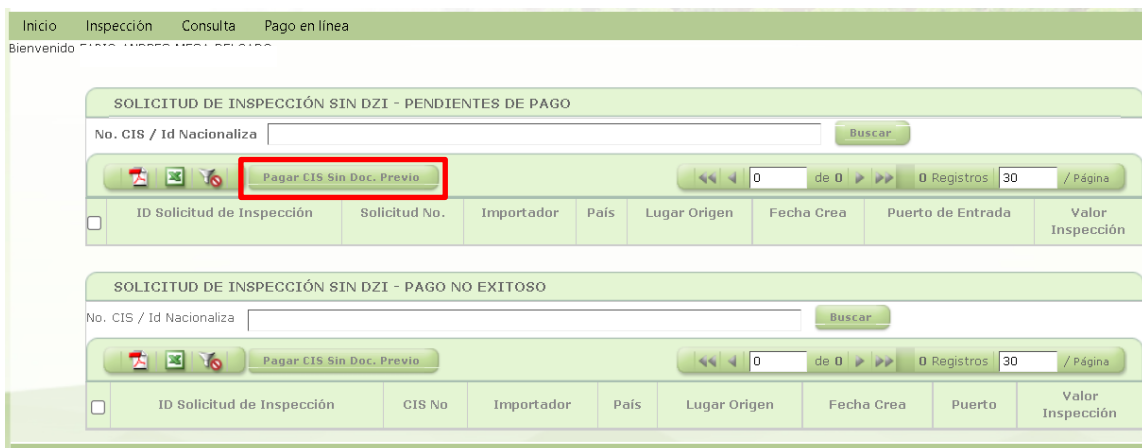 Inicio Inspección Consulta Pago en línea
Bienvenido
SOLICITUD DE INSPECCIÓN SIN DZI - PENDIENTES DE PAGO
No. CIS / Id Nacionaliza Buscar
Pagar CIS Sin Doc. Previo 0 de 0 0 Registros 30 / Página
ID Solicitud de Inspección Solicitud No. Importador País Lugar Origen Fecha Crea Puerto de Entrada Valor Inspección
SOLICITUD DE INSPECCIÓN SIN DZI - PAGO NO EXITOSO
No. CIS / Id Nacionaliza Buscar
Pagar CIS Sin Doc. Previo 0 de 0 0 Registros 30 / Página
ID Solicitud de Inspección CIS No Importador País Lugar Origen Fecha Crea Puerto Valor Inspección